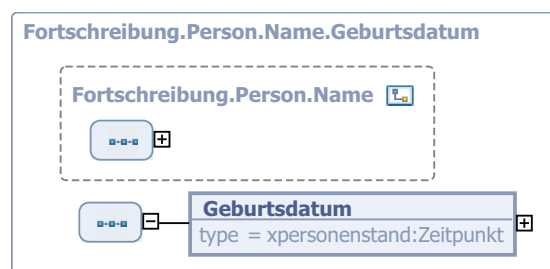 Fortschreibung.Person.Name.Geburtsdatum
Fortschreibung.Person.Name
Geburtsdatum
type = xpersonenstand:Zeitpunkt